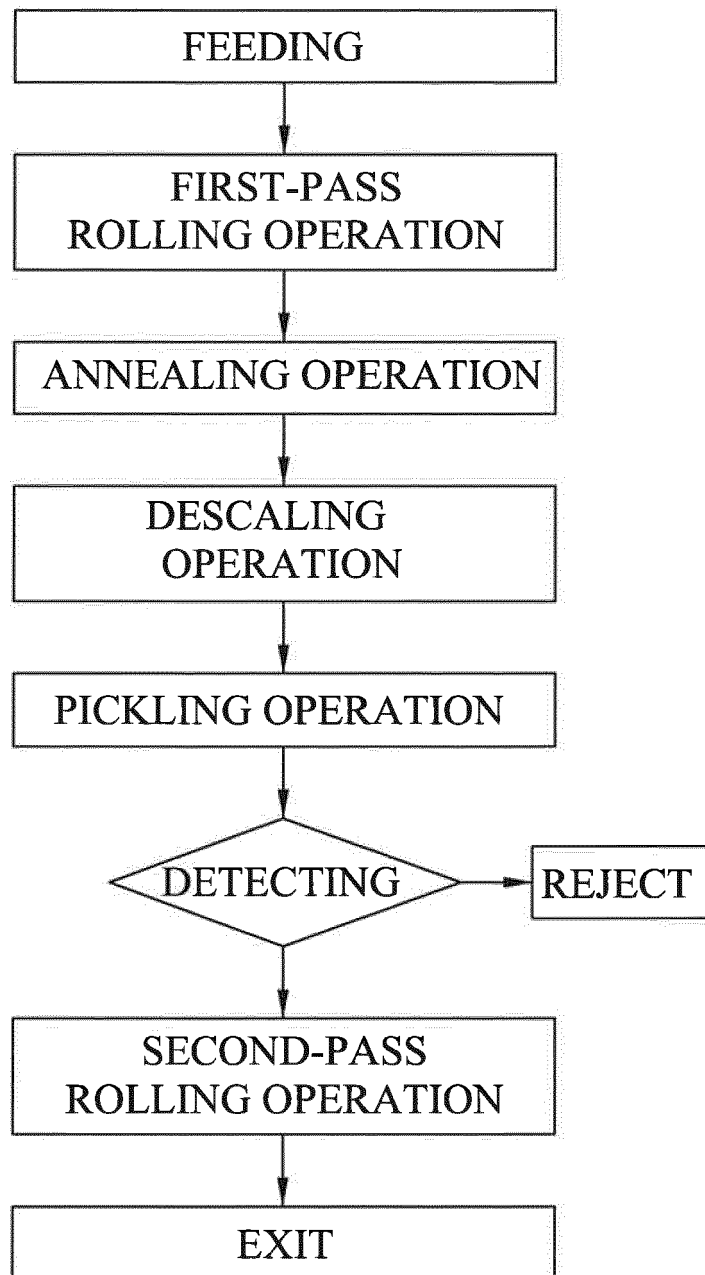 FEEDING
FIRST-PASS
ROLLING OPERATION
ANNEALING OPERATION
DESCALING
OPERATION
PICKLING OPERATION
DETECTING
REJECT
SECOND-PASS
ROLLING OPERATION
EXIT